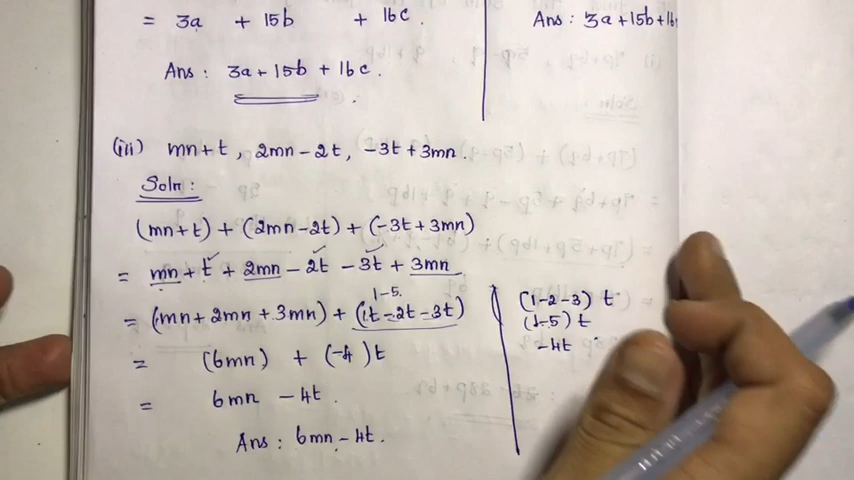 = 3a + 15b + 16c.
Ans: 3a + 15b + 16c.
Ans: 3a + 15b + 16
(iii) mn+t, 2mn-2t, -3t+3mn.
Soln:
(mn+t) + (2mn-2t) + (-3t+3mn)
= mn + t + 2mn - 2t - 3t + 3mn
1-5.
= (mn + 2mn + 3mn) + (1t-2t-3t)
= (6mn) + (-4)t
= 6mn - 4t.
Ans: 6mn - 4t.
(1-2-3) t
(1-5) t
-4t